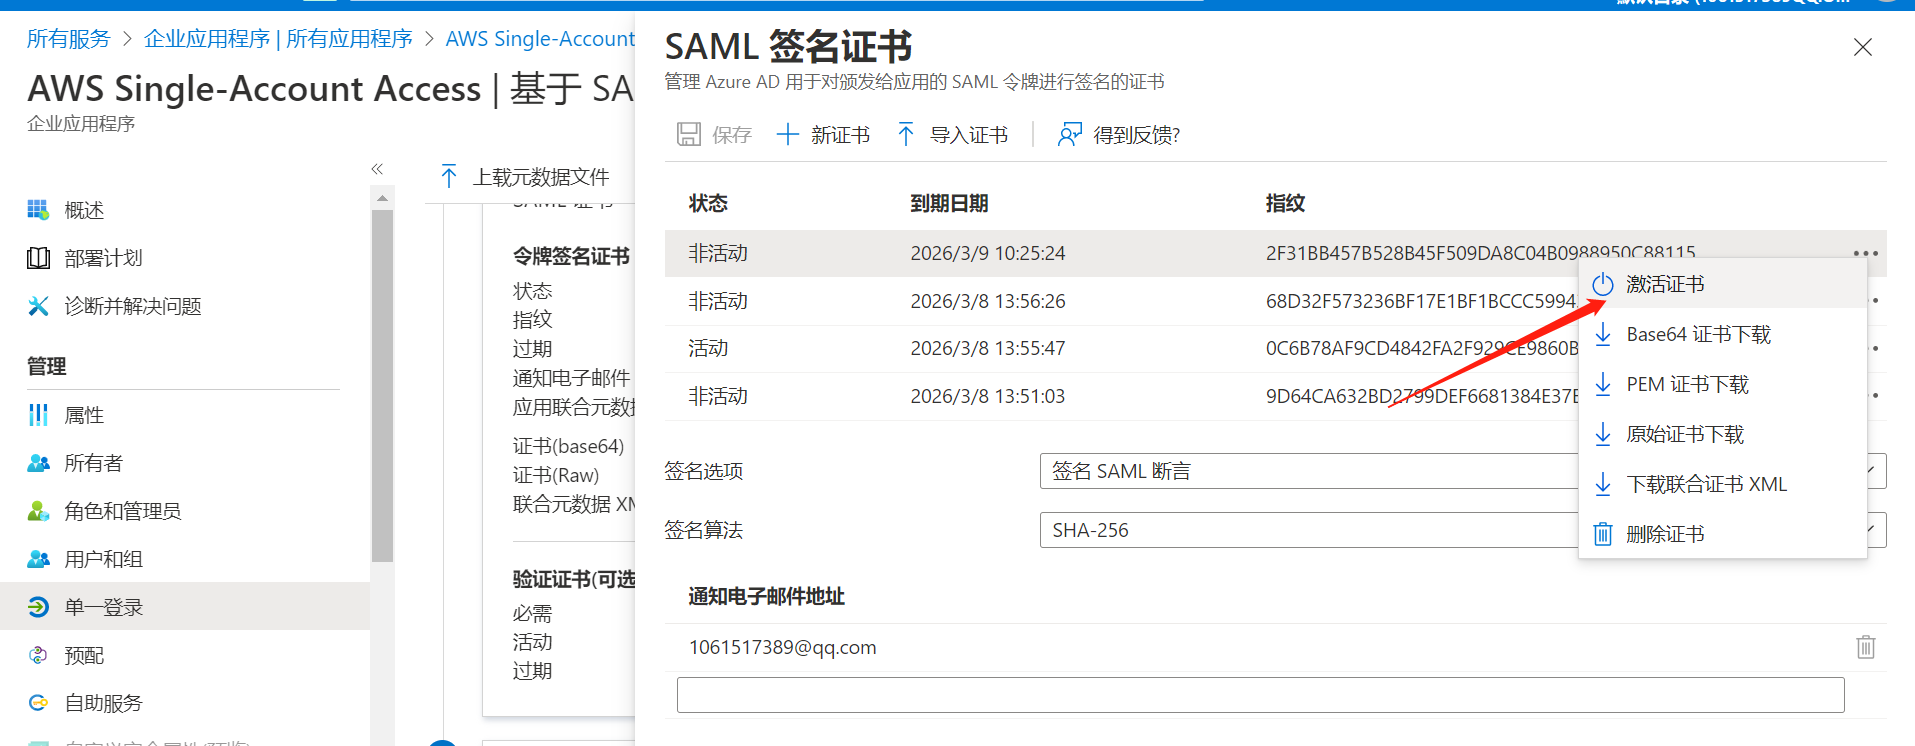 所有服务 > 企业应用程序 | 所有应用程序 > AWS Single-Account
AWS Single-Account Access | 基于 SA
企业应用程序
概述
部署计划
诊断并解决问题
管理
属性
所有者
角色和管理员
用户和组
单一登录
预配
自助服务
上载元数据文件
令牌签名证书
状态
指纹
过期
通知电子邮件
应用联合元数据
证书(base64)
证书(Raw)
联合元数据 XM
验证证书(可选
必需
活动
过期
SAML 签名证书
管理 Azure AD 用于对颁发给应用的 SAML 令牌进行签名的证书
保存 新证书 导入证书 得到反馈?
状态 到期日期 指纹
非活动 2026/3/9 10:25:24 2F31BB457B528B45F509DA8C04B0988950C88115
非活动 2026/3/8 13:56:26 68D32F573236BF17E1BF1BCCC5994
活动 2026/3/8 13:55:47 0C6B78AF9CD4842FA2F929CE9860B
非活动 2026/3/8 13:51:03 9D64CA632BD2799DEF6681384E37E
激活证书
Base64 证书下载
PEM 证书下载
原始证书下载
下载联合证书 XML
删除证书
签名选项 签名 SAML 断言
签名算法 SHA-256
通知电子邮件地址
1061517389@qq.com